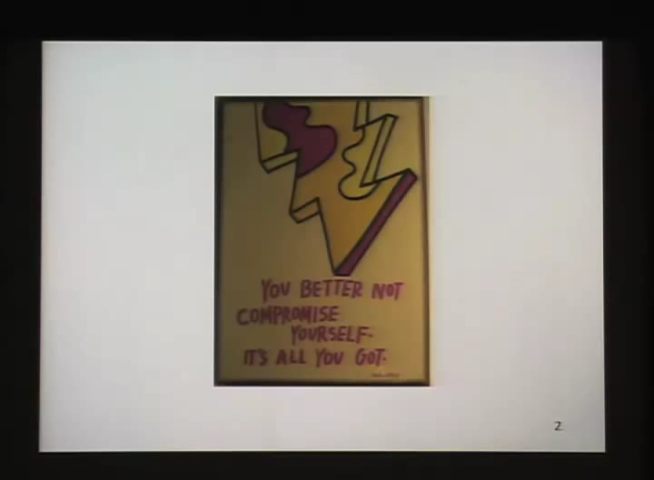 YOU BETTER NOT
COMPROMISE
YOURSELF.
IT'S ALL YOU GOT.
2